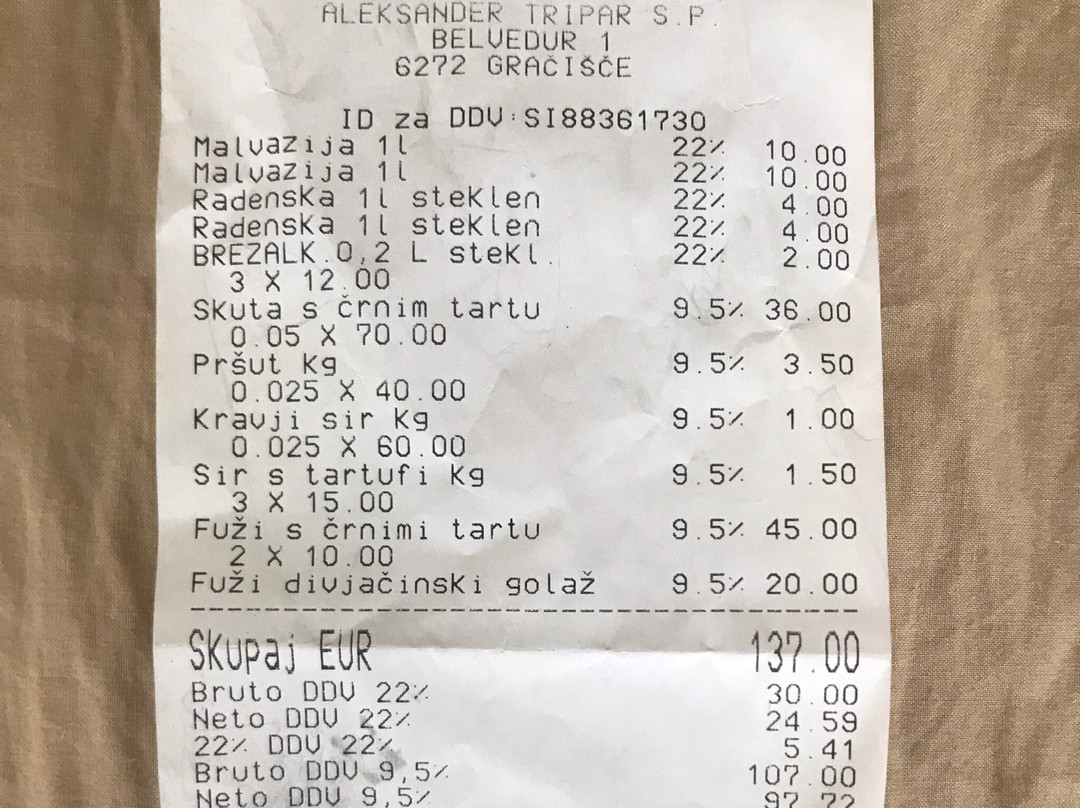 ALEKSANDER TRIPAR S.P.
BELVEDUR 1
6272 GRAČIŠČE
ID za DDV:SI88361730
Malvazija 1l 22% 10.00
Malvazija 1l 22% 10.00
Radenska 1l steklen 22% 4.00
Radenska 1l steklen 22% 4.00
BREZALK.0,2 L stekl. 22% 2.00
3 X 12.00
Skuta s črnim tartu 9.5% 36.00
0.05 X 70.00
Pršut kg 9.5% 3.50
0.025 X 40.00
Kravji sir kg 9.5% 1.00
0.025 X 60.00
Sir s tartufi kg 9.5% 1.50
3 X 15.00
Fuži s črnimi tartu 9.5% 45.00
2 X 10.00
Fuži divjačinski golaž 9.5% 20.00
Skupaj EUR 137.00
Bruto DDV 22% 30.00
Neto DDV 22% 24.59
22% DDV 22% 5.41
Bruto DDV 9,5% 107.00
Neto DDV 9,5% 97.72